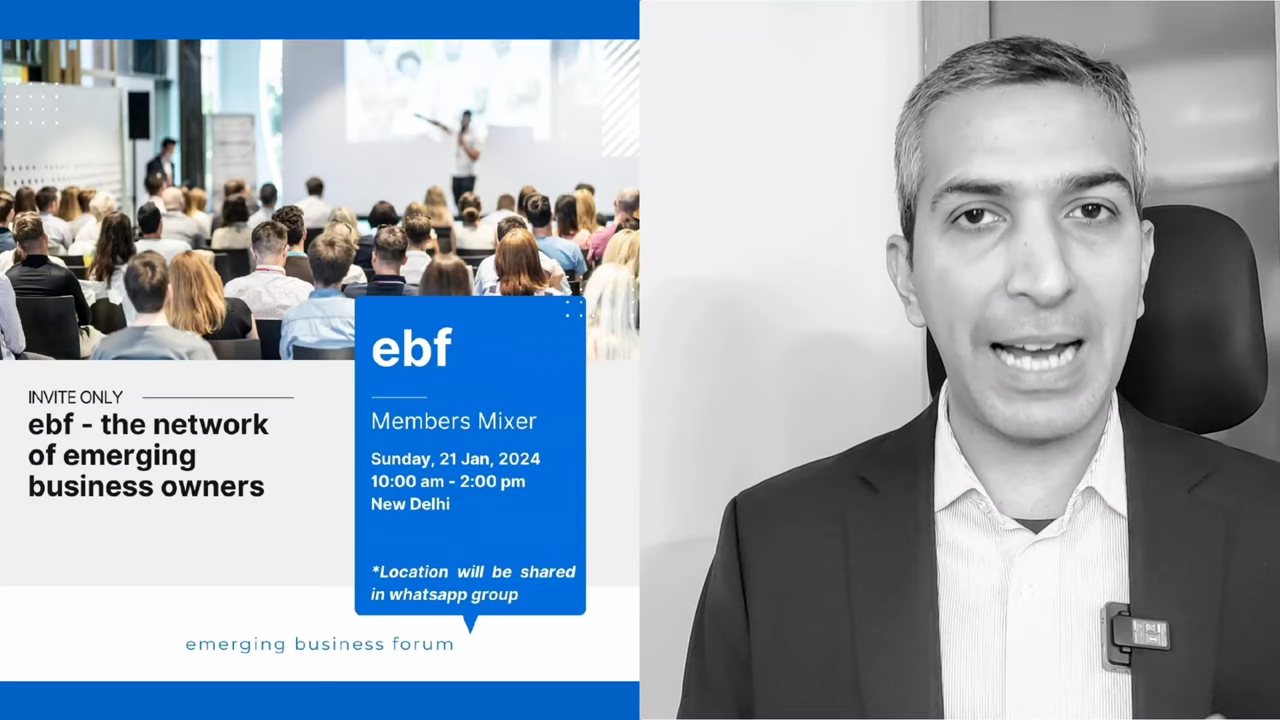 INVITE ONLY
ebf - the network
of emerging
business owners
ebf
Members Mixer
Sunday, 21 Jan, 2024
10:00 am - 2:00 pm
New Delhi
*Location will be shared
in whatsapp group
emerging business forum